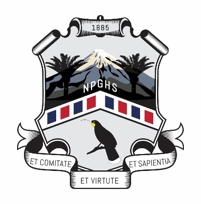 1885
NPGHS
ET COMITATE
ET VIRTUTE
ET SAPIENTIA